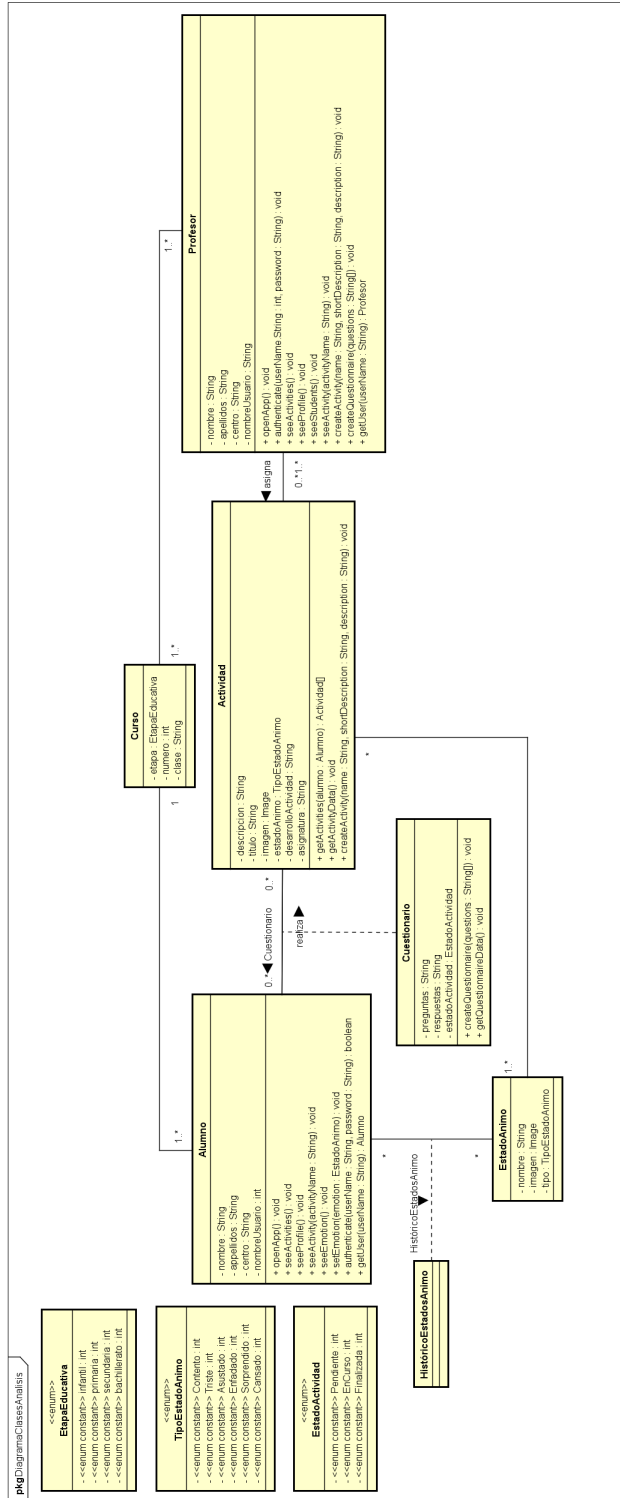 pkg DiagramaClasesAnalisis
<<enum>>
EtapaEducativa
- <<enum constant>> infantil : int
- <<enum constant>> primaria : int
- <<enum constant>> secundaria : int
- <<enum constant>> bachillerato : int
<<enum>>
TipoEstadoAnimo
- <<enum constant>> Contento : int
- <<enum constant>> Triste : int
- <<enum constant>> Asustado : int
- <<enum constant>> Enfadado : int
- <<enum constant>> Sorprendido : int
- <<enum constant>> Cansado : int
<<enum>>
EstadoActividad
- <<enum constant>> Pendiente : int
- <<enum constant>> EnCurso : int
- <<enum constant>> Finalizada : int
HistóricoEstadosAnimo
HistóricoEstadosAnimo
Alumno
- nombre : String
- appellidos : String
- centro : String
- nombreUsuario : int
+ openApp() : void
+ seeActivities() : void
+ seeProfile() : void
+ seeActivity(activityName : String) : void
+ seeEmotion() : void
+ setEmotion(emotion : EstadoAnimo) : void
+ authenticate(userName : String, password : String) : boolean
+ getUser(userName : String) : Alumno
1..*
*
*
EstadoAnimo
- nombre : String
- imagen : Image
- tipo : TipoEstadoAnimo
1..*
*
0..*
Cuestionario
0..*
realiza
Cuestionario
- preguntas : String
- respuestas : String
- estadoActividad : EstadoActividad
+ createQuestionnaire(questions : String[]) : void
+ getQuestionnaireData() : void
Curso
- etapa : EtapaEducativa
- numero : int
- clase : String
1
1..*
Actividad
- descripcion : String
- titulo : String
- imagen : Image
- estadoAnimo : TipoEstadoAnimo
- desarrolloActividad : String
- asignatura : String
+ getActivities(alumno : Alumno) : Actividad[]
+ getActivityData() : void
+ createActivity(name : String, shortDescription : String, description : String) : void
asigna
0..*1..*
1..*
Profesor
- nombre : String
- apellidos : String
- centro : String
- nombreUsuario : String
+ openApp() : void
+ authenticate(userName String : int, password : String) : void
+ seeActivities() : void
+ seeProfile() : void
+ seeStudents() : void
+ seeActivity(activityName : String) : void
+ createActivity(name : String, shortDescription : String, description : String) : void
+ createQuestionnaire(questions : String[]) : void
+ getUser(userName : String) : Profesor